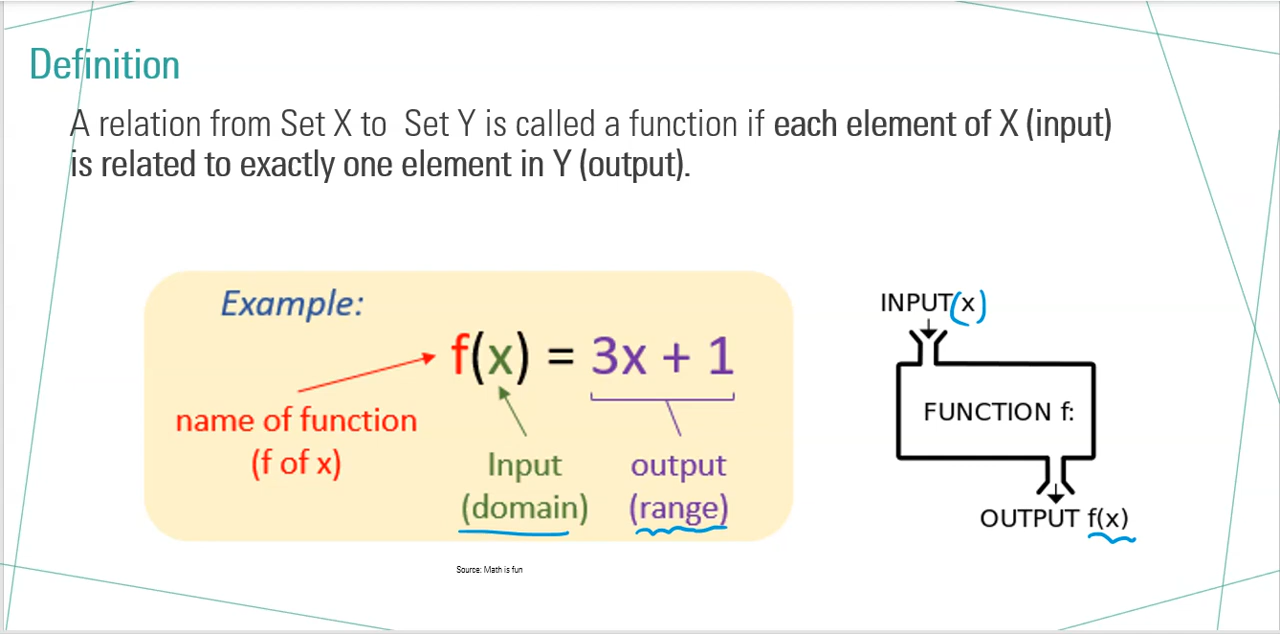 Definition
A relation from Set X to Set Y is called a function if each element of X (input)
is related to exactly one element in Y (output).
Example:
f(x) = 3x + 1
name of function
(f of x)
Input
(domain)
output
(range)
Source: Math is fun
INPUT(x)
FUNCTION f:
OUTPUT f(x)